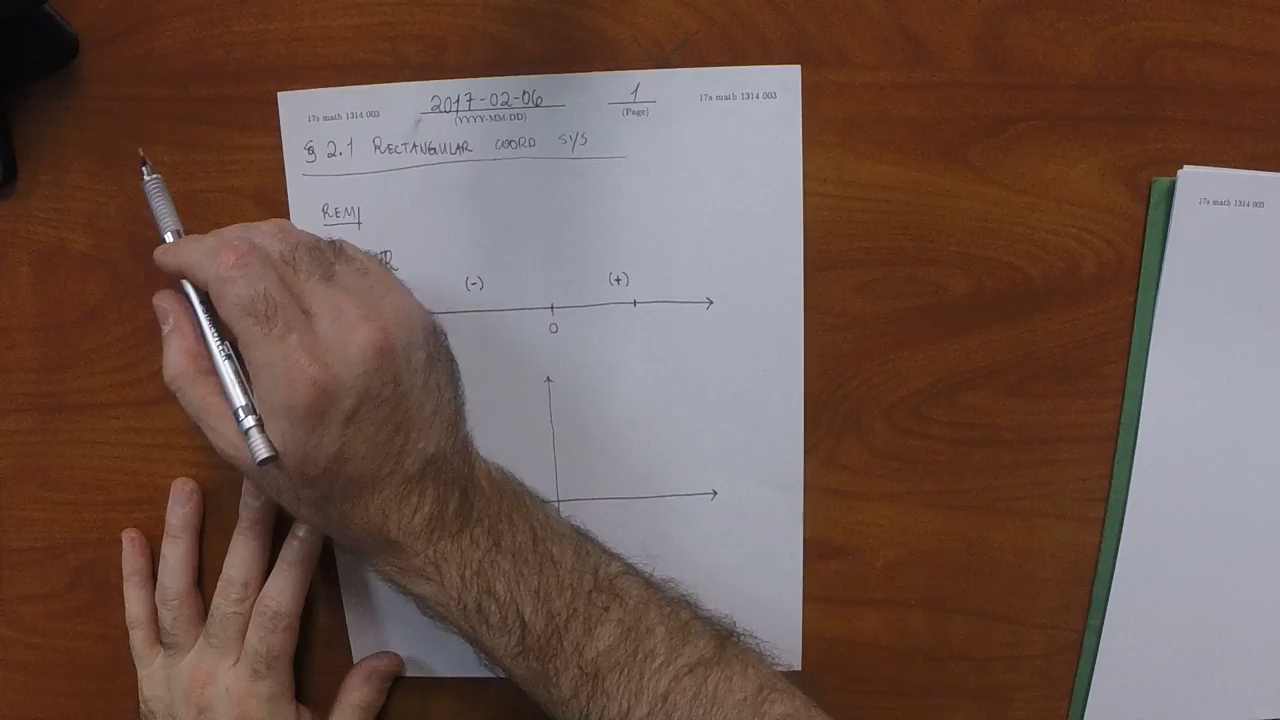 17s math 1314 003
2017-02-06
(YYYY-MM-DD)
1
(Page)
17s math 1314 003
§ 2.1 RECTANGULAR COORD SYS
REM
(-)
(+)
0
STAEDTLER
17s math 1314 003